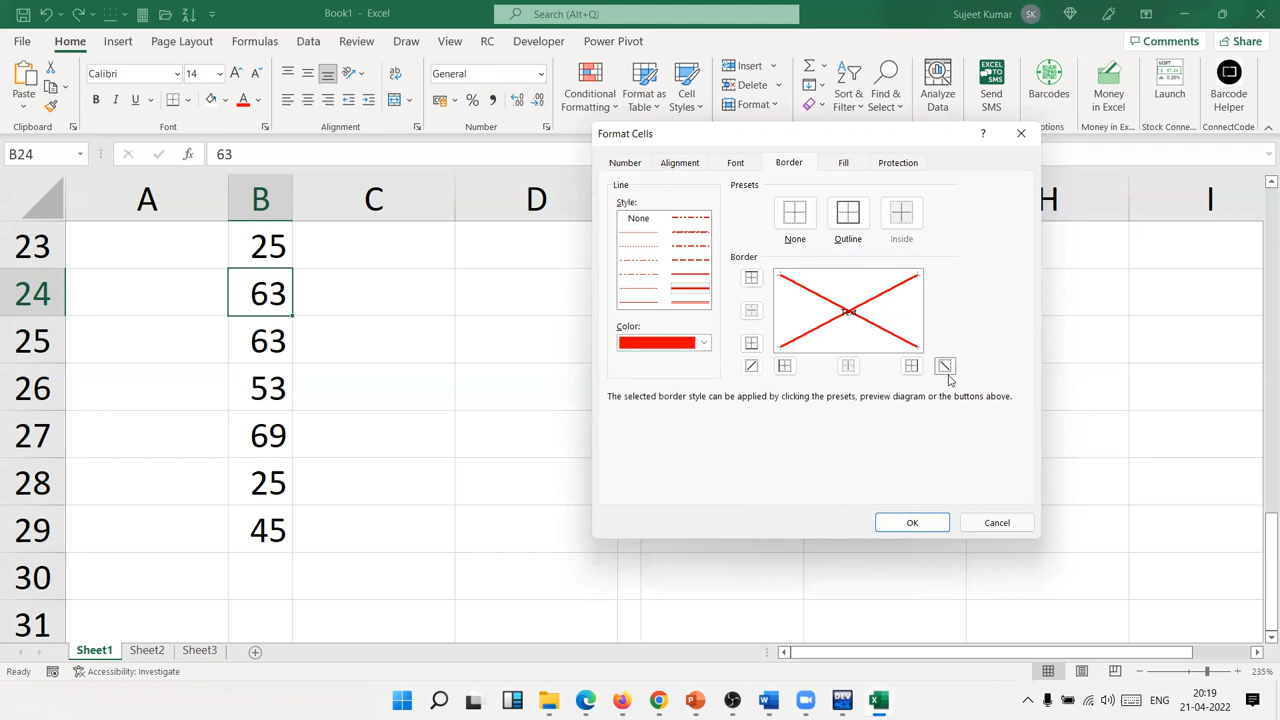 Book1 - Excel
Search (Alt+Q)
Sujeet Kumar SK
File Home Insert Page Layout Formulas Data Review View Draw RC Developer Power Pivot
Comments Share
Paste
Clipboard
Calibri 14
B I U A
Font
Alignment
General
% 9
Number
Conditional Formatting
Format as Table
Cell Styles
Insert
Delete
Format
Sort & Filter
Find & Select
Analyze Data
Send SMS
Barcodes
Money in Excel
Launch
Barcode Helper
Money in Ex...
Stock Conne...
ConnectCode
B24 fx 63
Format Cells ?
Number Alignment Font Border Fill Protection
Line
Style:
None
Color:
Presets
None Outline Inside
Border
Text
The selected border style can be applied by clicking the presets, preview diagram or the buttons above.
OK Cancel
A B C D H I
23 25
24 63
25 63
26 53
27 69
28 25
29 45
30
31
Sheet1 Sheet2 Sheet3
Ready Accessibility: Investigate
235%
ENG
20:19
21-04-2022